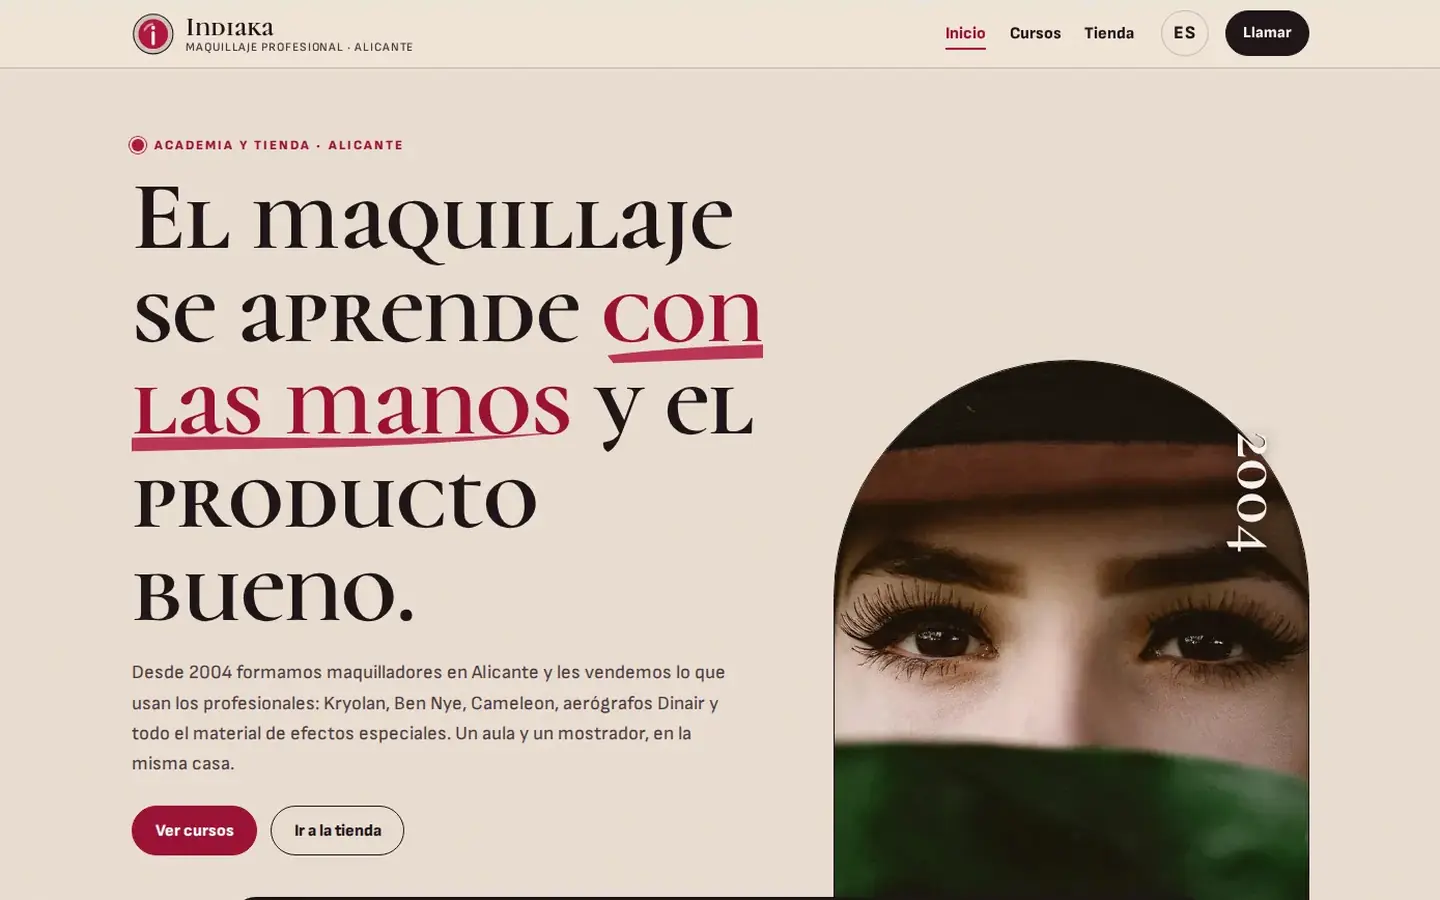 Indiaka
MAQUILLAJE PROFESIONAL · ALICANTE
Inicio
Cursos
Tienda
ES
Llamar
ACADEMIA Y TIENDA · ALICANTE
El maquillaje
se aprende con
las manos y el
producto
bueno.
2004
Desde 2004 formamos maquilladores en Alicante y les vendemos lo que
usan los profesionales: Kryolan, Ben Nye, Cameleon, aerógrafos Dinair y
todo el material de efectos especiales. Un aula y un mostrador, en la
misma casa.
Ver cursos
Ir a la tienda